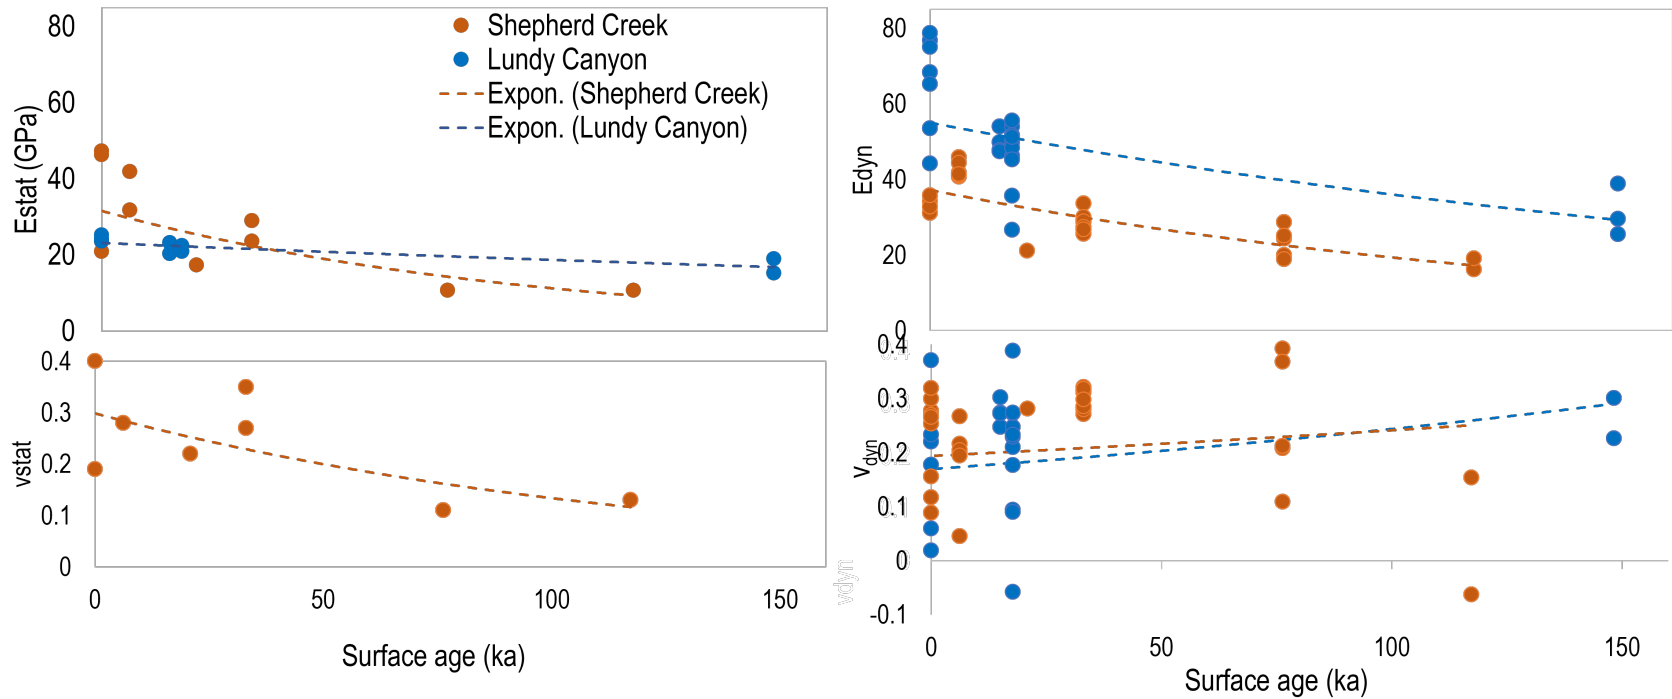 80
60
40
20
0
Estat (GPa)
Shepherd Creek
Lundy Canyon
Expon. (Shepherd Creek)
Expon. (Lundy Canyon)
80
60
40
20
0
Edyn
0.4
0.3
0.2
0.1
0
vstat
0 50 100 150
Surface age (ka)
0.4
0.3
0.2
0.1
0
-0.1
vdyn
vdyn
0 50 100 150
Surface age (ka)